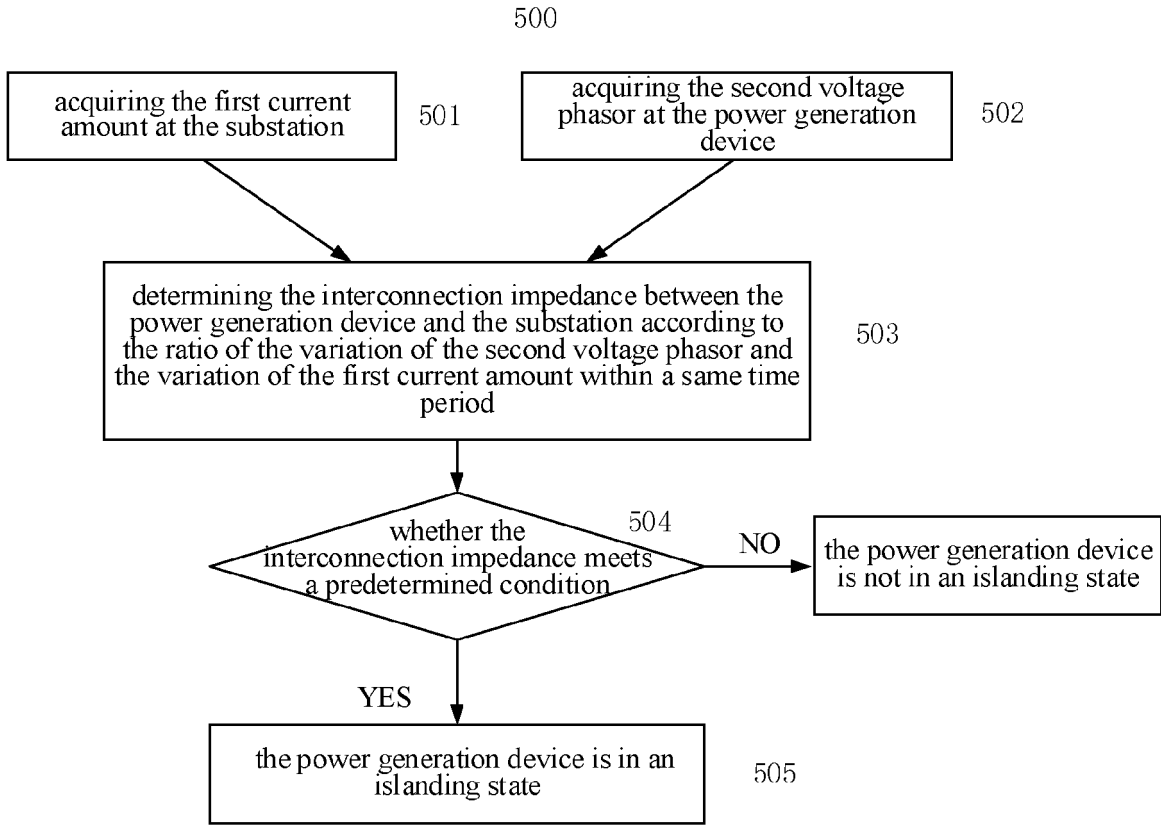 500
acquiring the first current
amount at the substation
501
acquiring the second voltage
phasor at the power generation
device
502
determining the interconnection impedance between the
power generation device and the substation according to
the ratio of the variation of the second voltage phasor and
the variation of the first current amount within a same time
period
503
whether the
interconnection impedance meets
a predetermined condition
504
NO
the power generation device
is not in an islanding state
YES
the power generation device is in an
islanding state
505